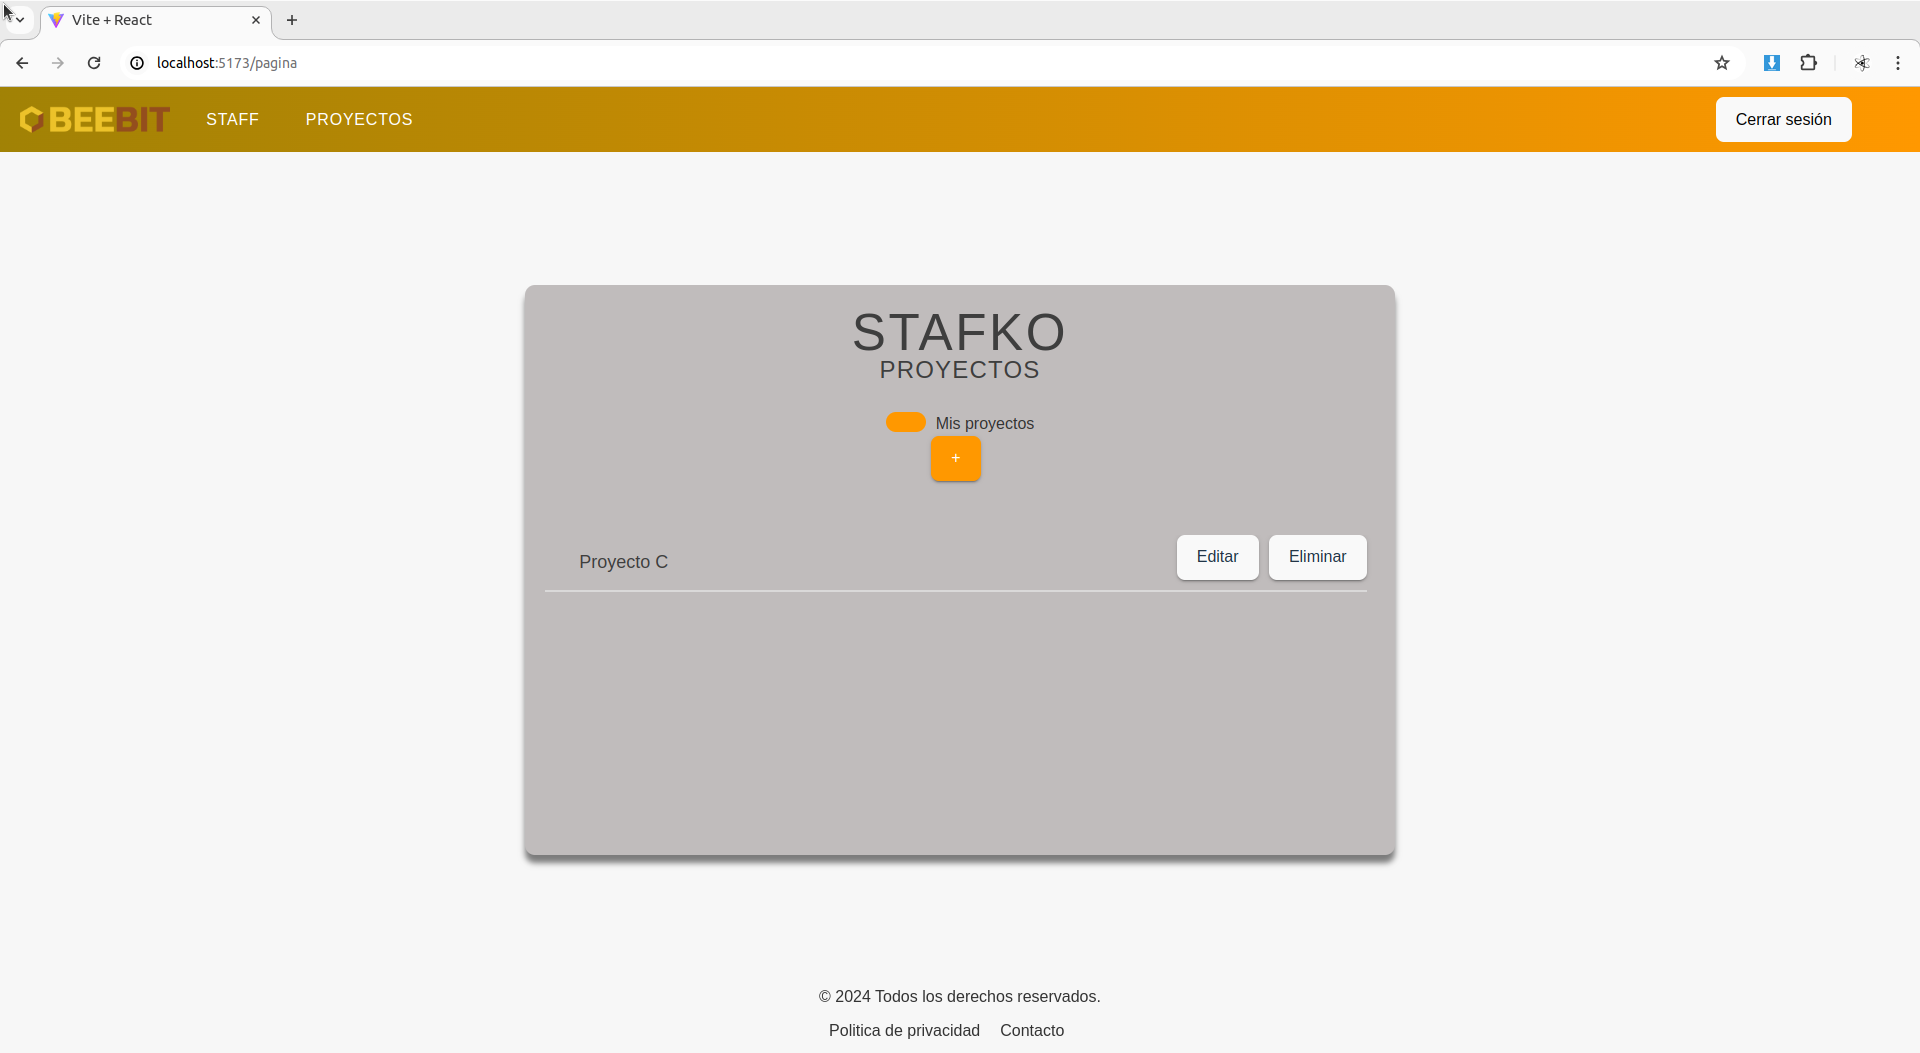 Vite + React
localhost:5173/pagina
BEEBIT STAFF PROYECTOS Cerrar sesión
STAFKO
PROYECTOS
Mis proyectos
+
Proyecto C Editar Eliminar
© 2024 Todos los derechos reservados.
Politica de privacidad Contacto